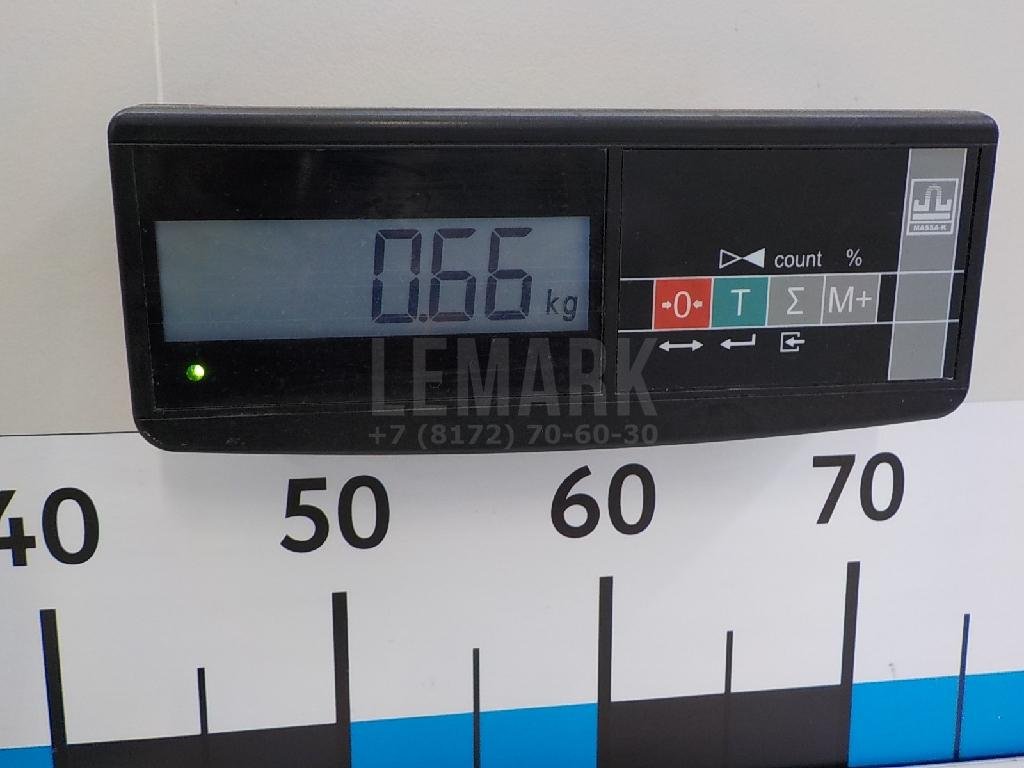 0.66 kg
count %
→0← T Σ M+
MASSA-K
LEMARK
+7 (8172) 70-60-30
40 50 60 70